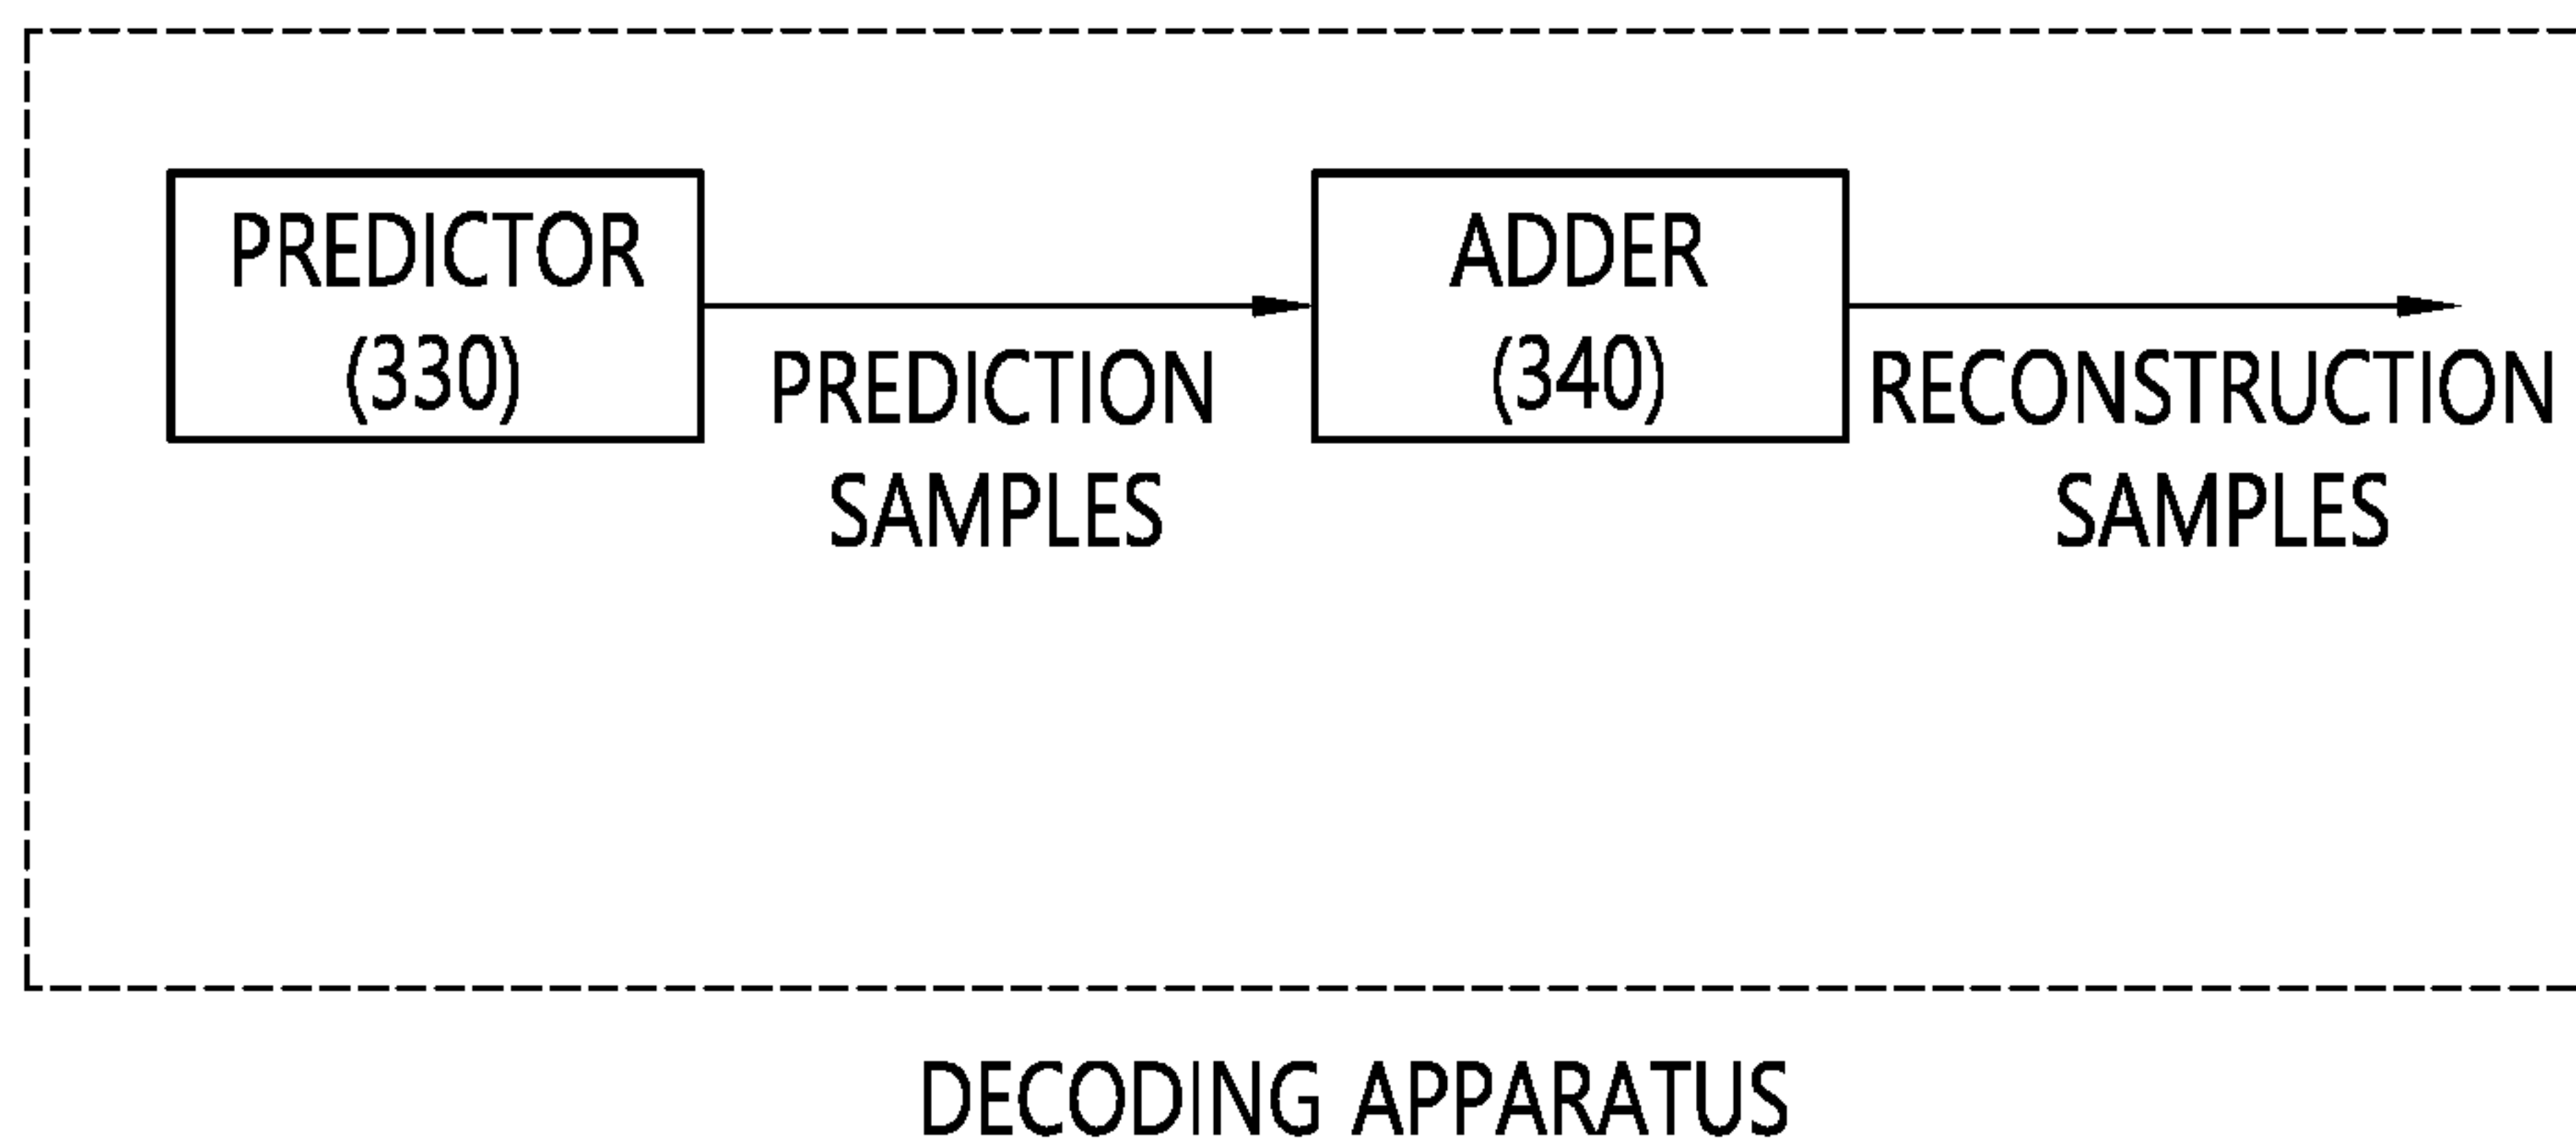 PREDICTOR
(330)
PREDICTION
SAMPLES
ADDER
(340)
RECONSTRUCTION
SAMPLES
DECODING APPARATUS